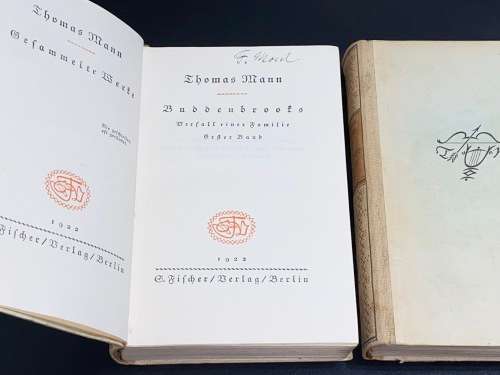 Thomas Mann
Gesammelte Werke
1922
S. Fischer/Verlag/Berlin
Thomas Mann
Buddenbrooks
Verfall einer Familie
Erster Band
1922
S. Fischer/Verlag/Berlin